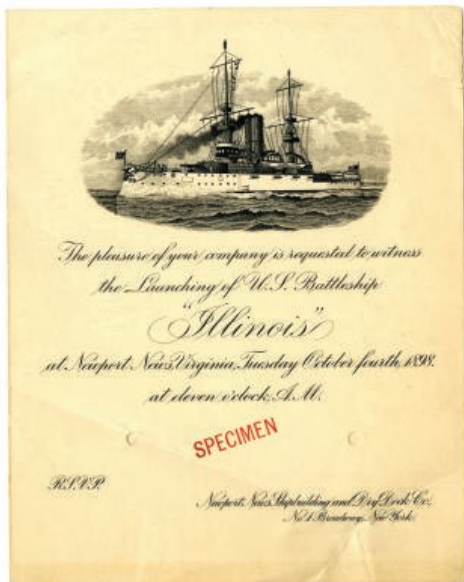 The pleasure of your company is requested to witness
the Launching of U.S. Battleship
"Illinois"
at Newport News, Virginia, Tuesday October fourth, 1898.
at eleven o'clock, A.M.
SPECIMEN
R.S.V.P.
Newport News Shipbuilding and Dry Dock Co.,
No. 1 Broadway, New York.